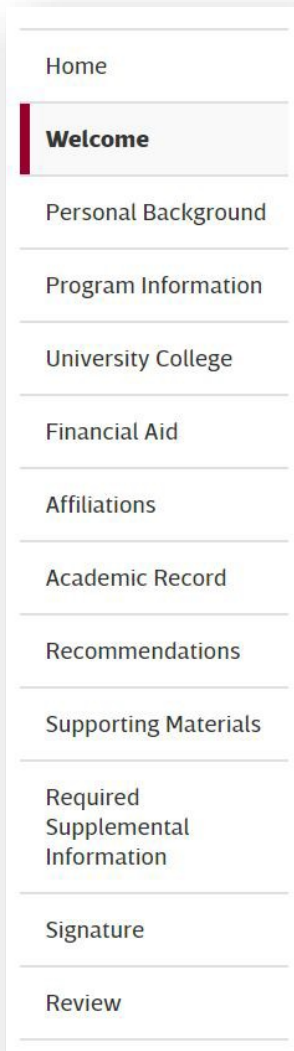 Home
Welcome
Personal Background
Program Information
University College
Financial Aid
Affiliations
Academic Record
Recommendations
Supporting Materials
Required
Supplemental
Information
Signature
Review